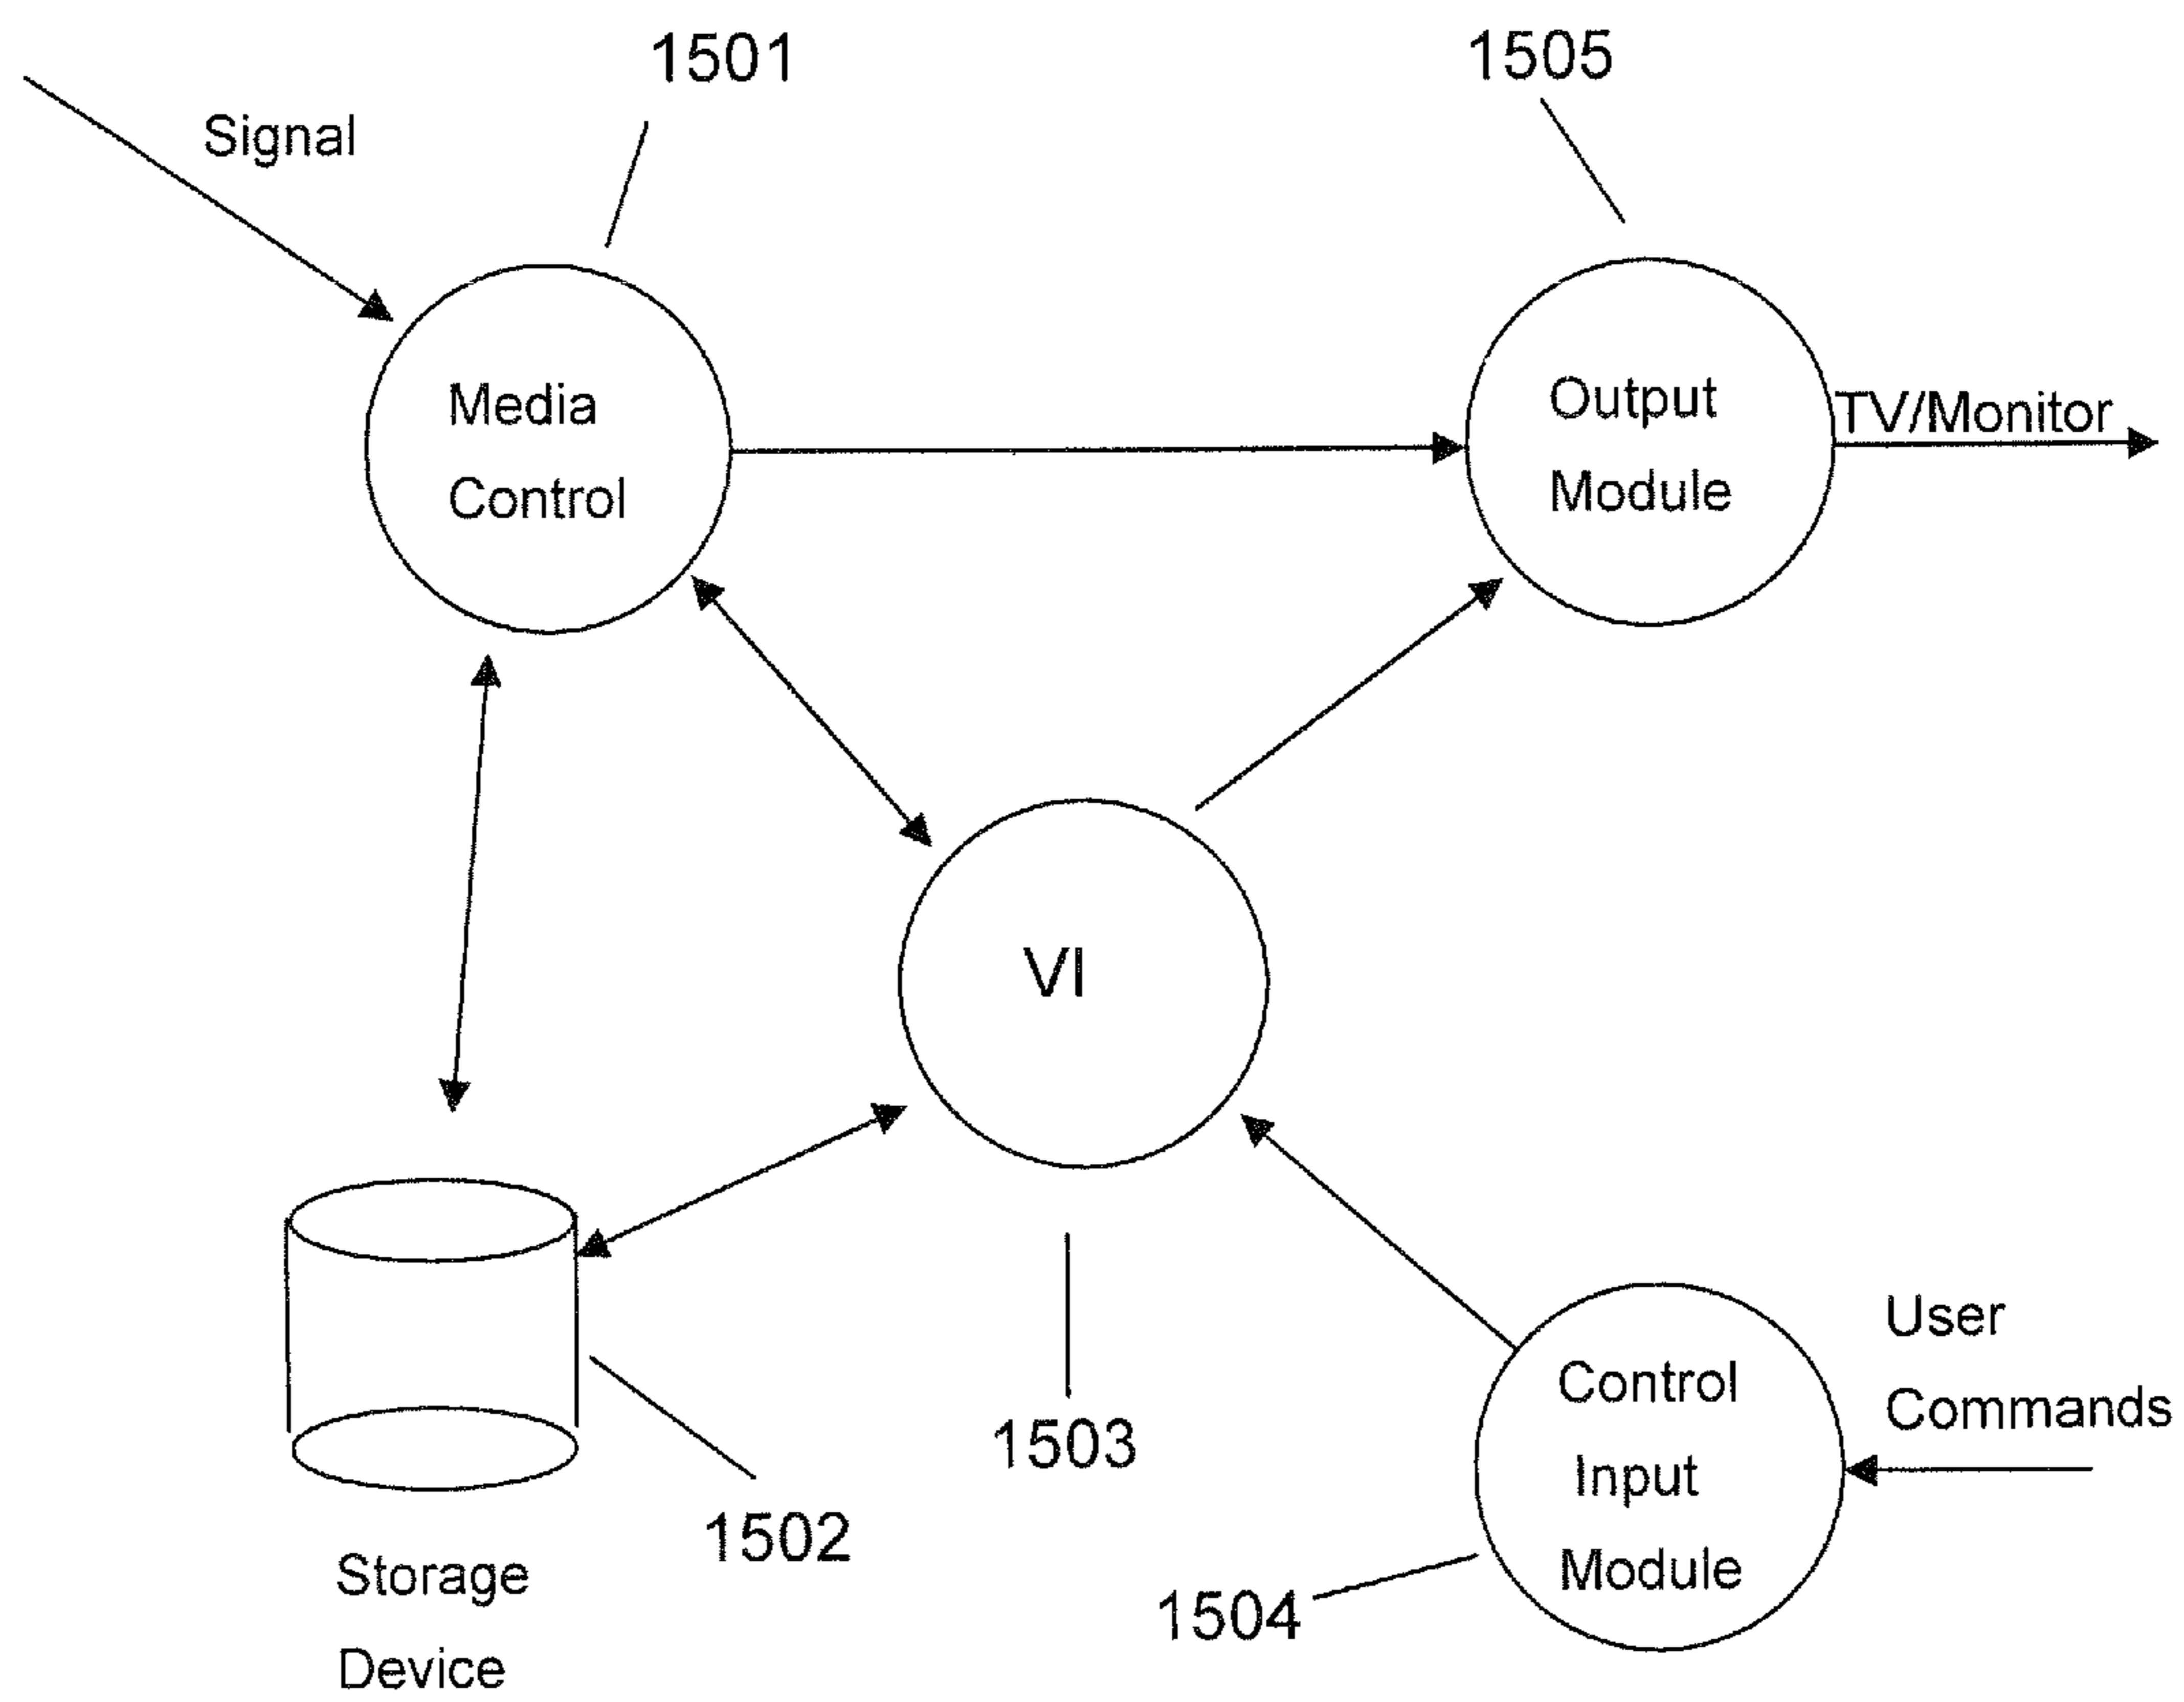 1501
1505
Signal
Media
Control
Output
Module
TV/Monitor
VI
1503
1502
Storage
Device
User
Commands
Control
Input
Module
1504